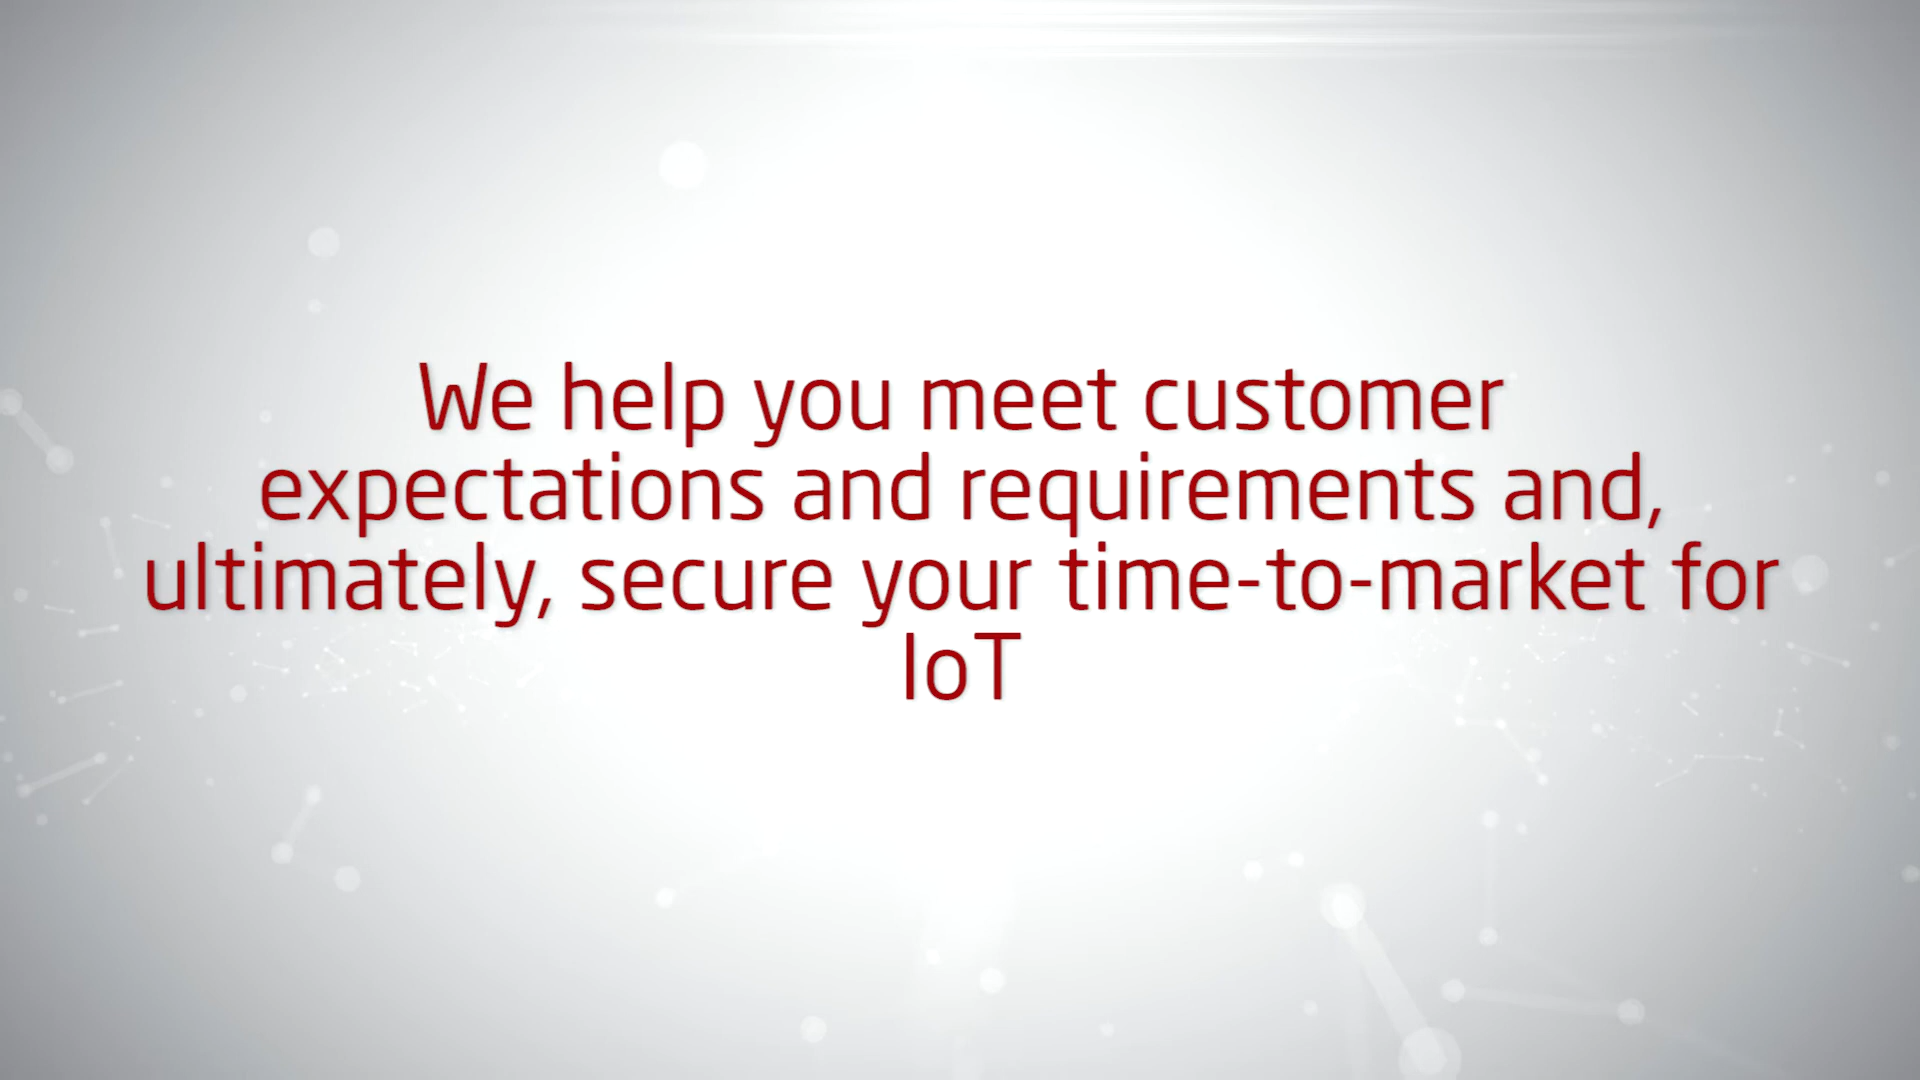 We help you meet customer
expectations and requirements and,
ultimately, secure your time-to-market for
IoT